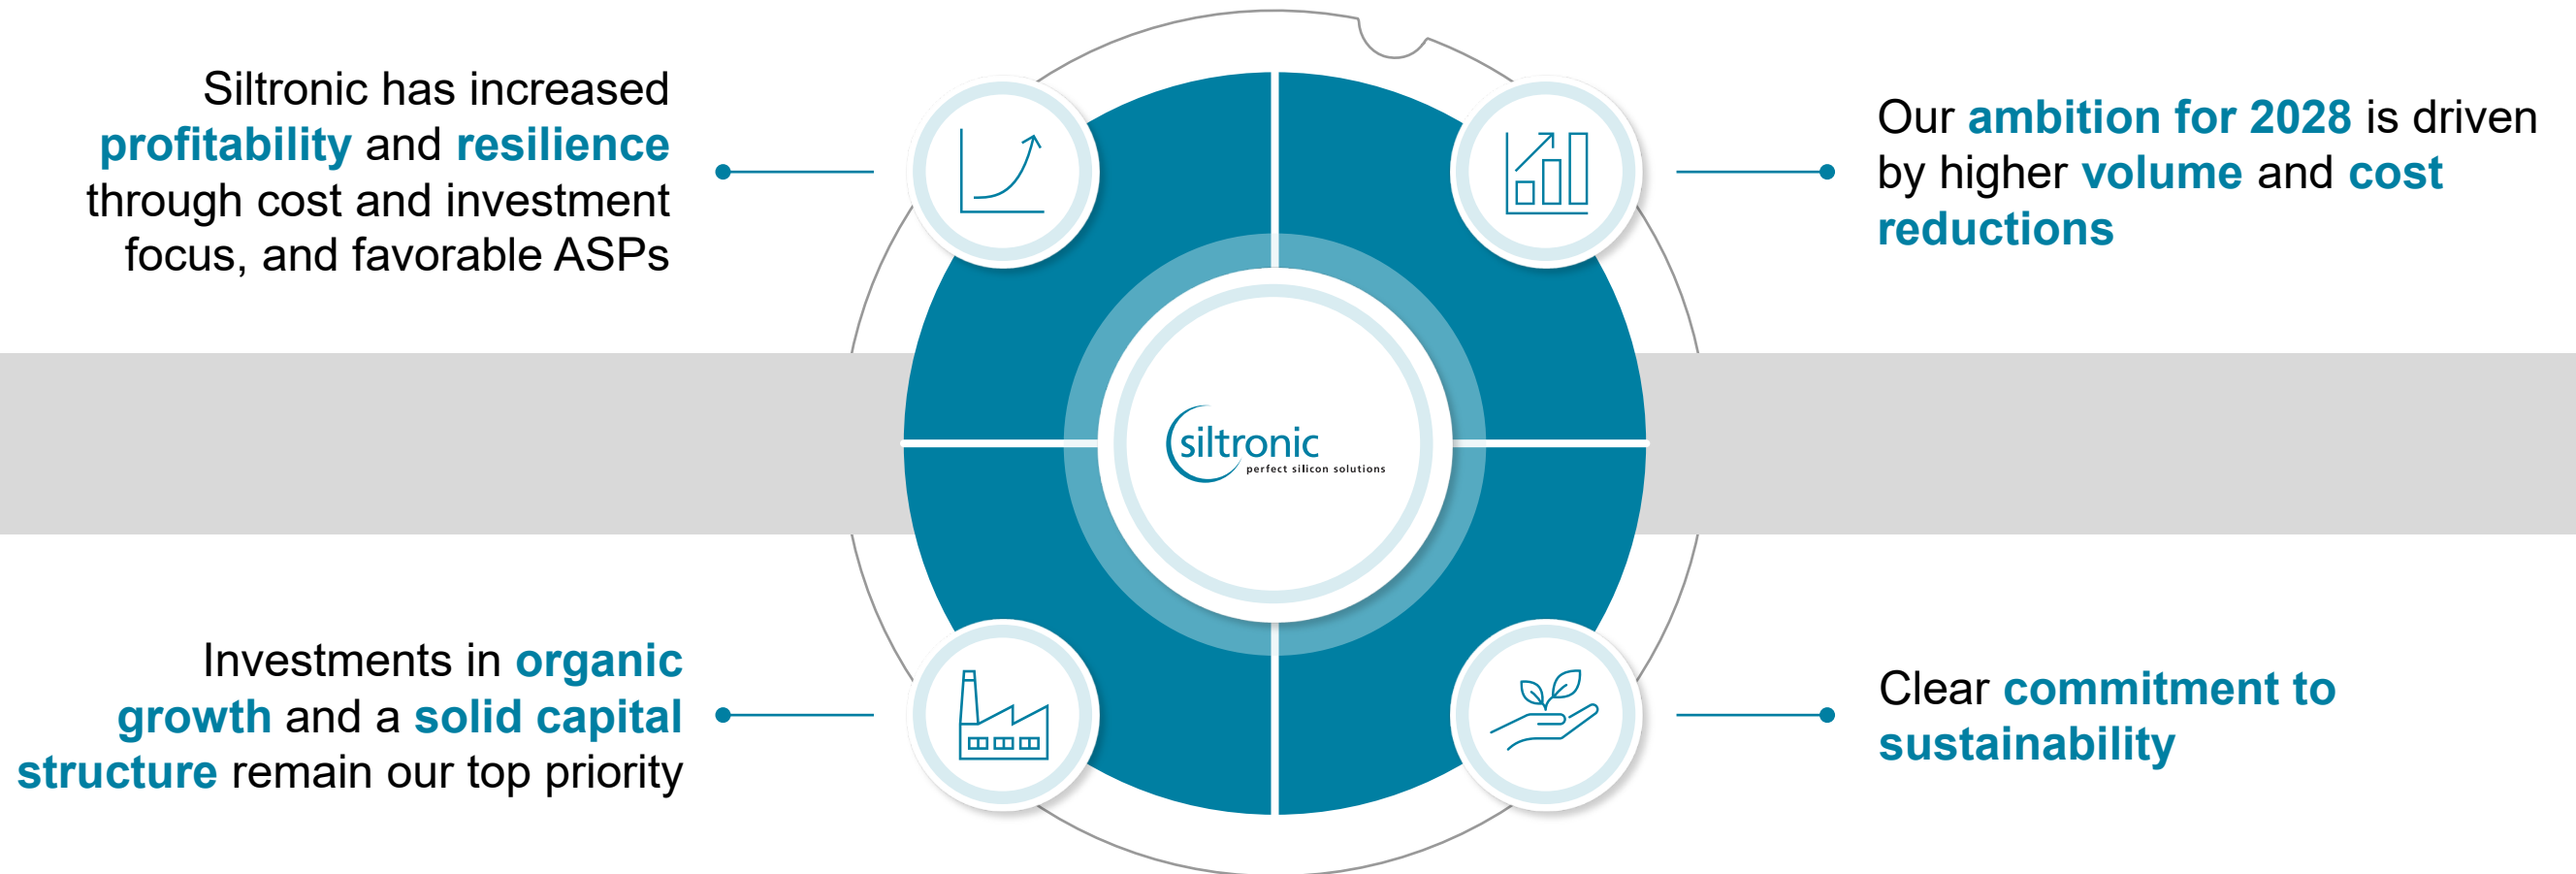 Siltronic has increased
profitability and resilience
through cost and investment
focus, and favorable ASPs
Our ambition for 2028 is driven
by higher volume and cost
reductions
siltronic
perfect silicon solutions
Investments in organic
growth and a solid capital
structure remain our top priority
Clear commitment to
sustainability